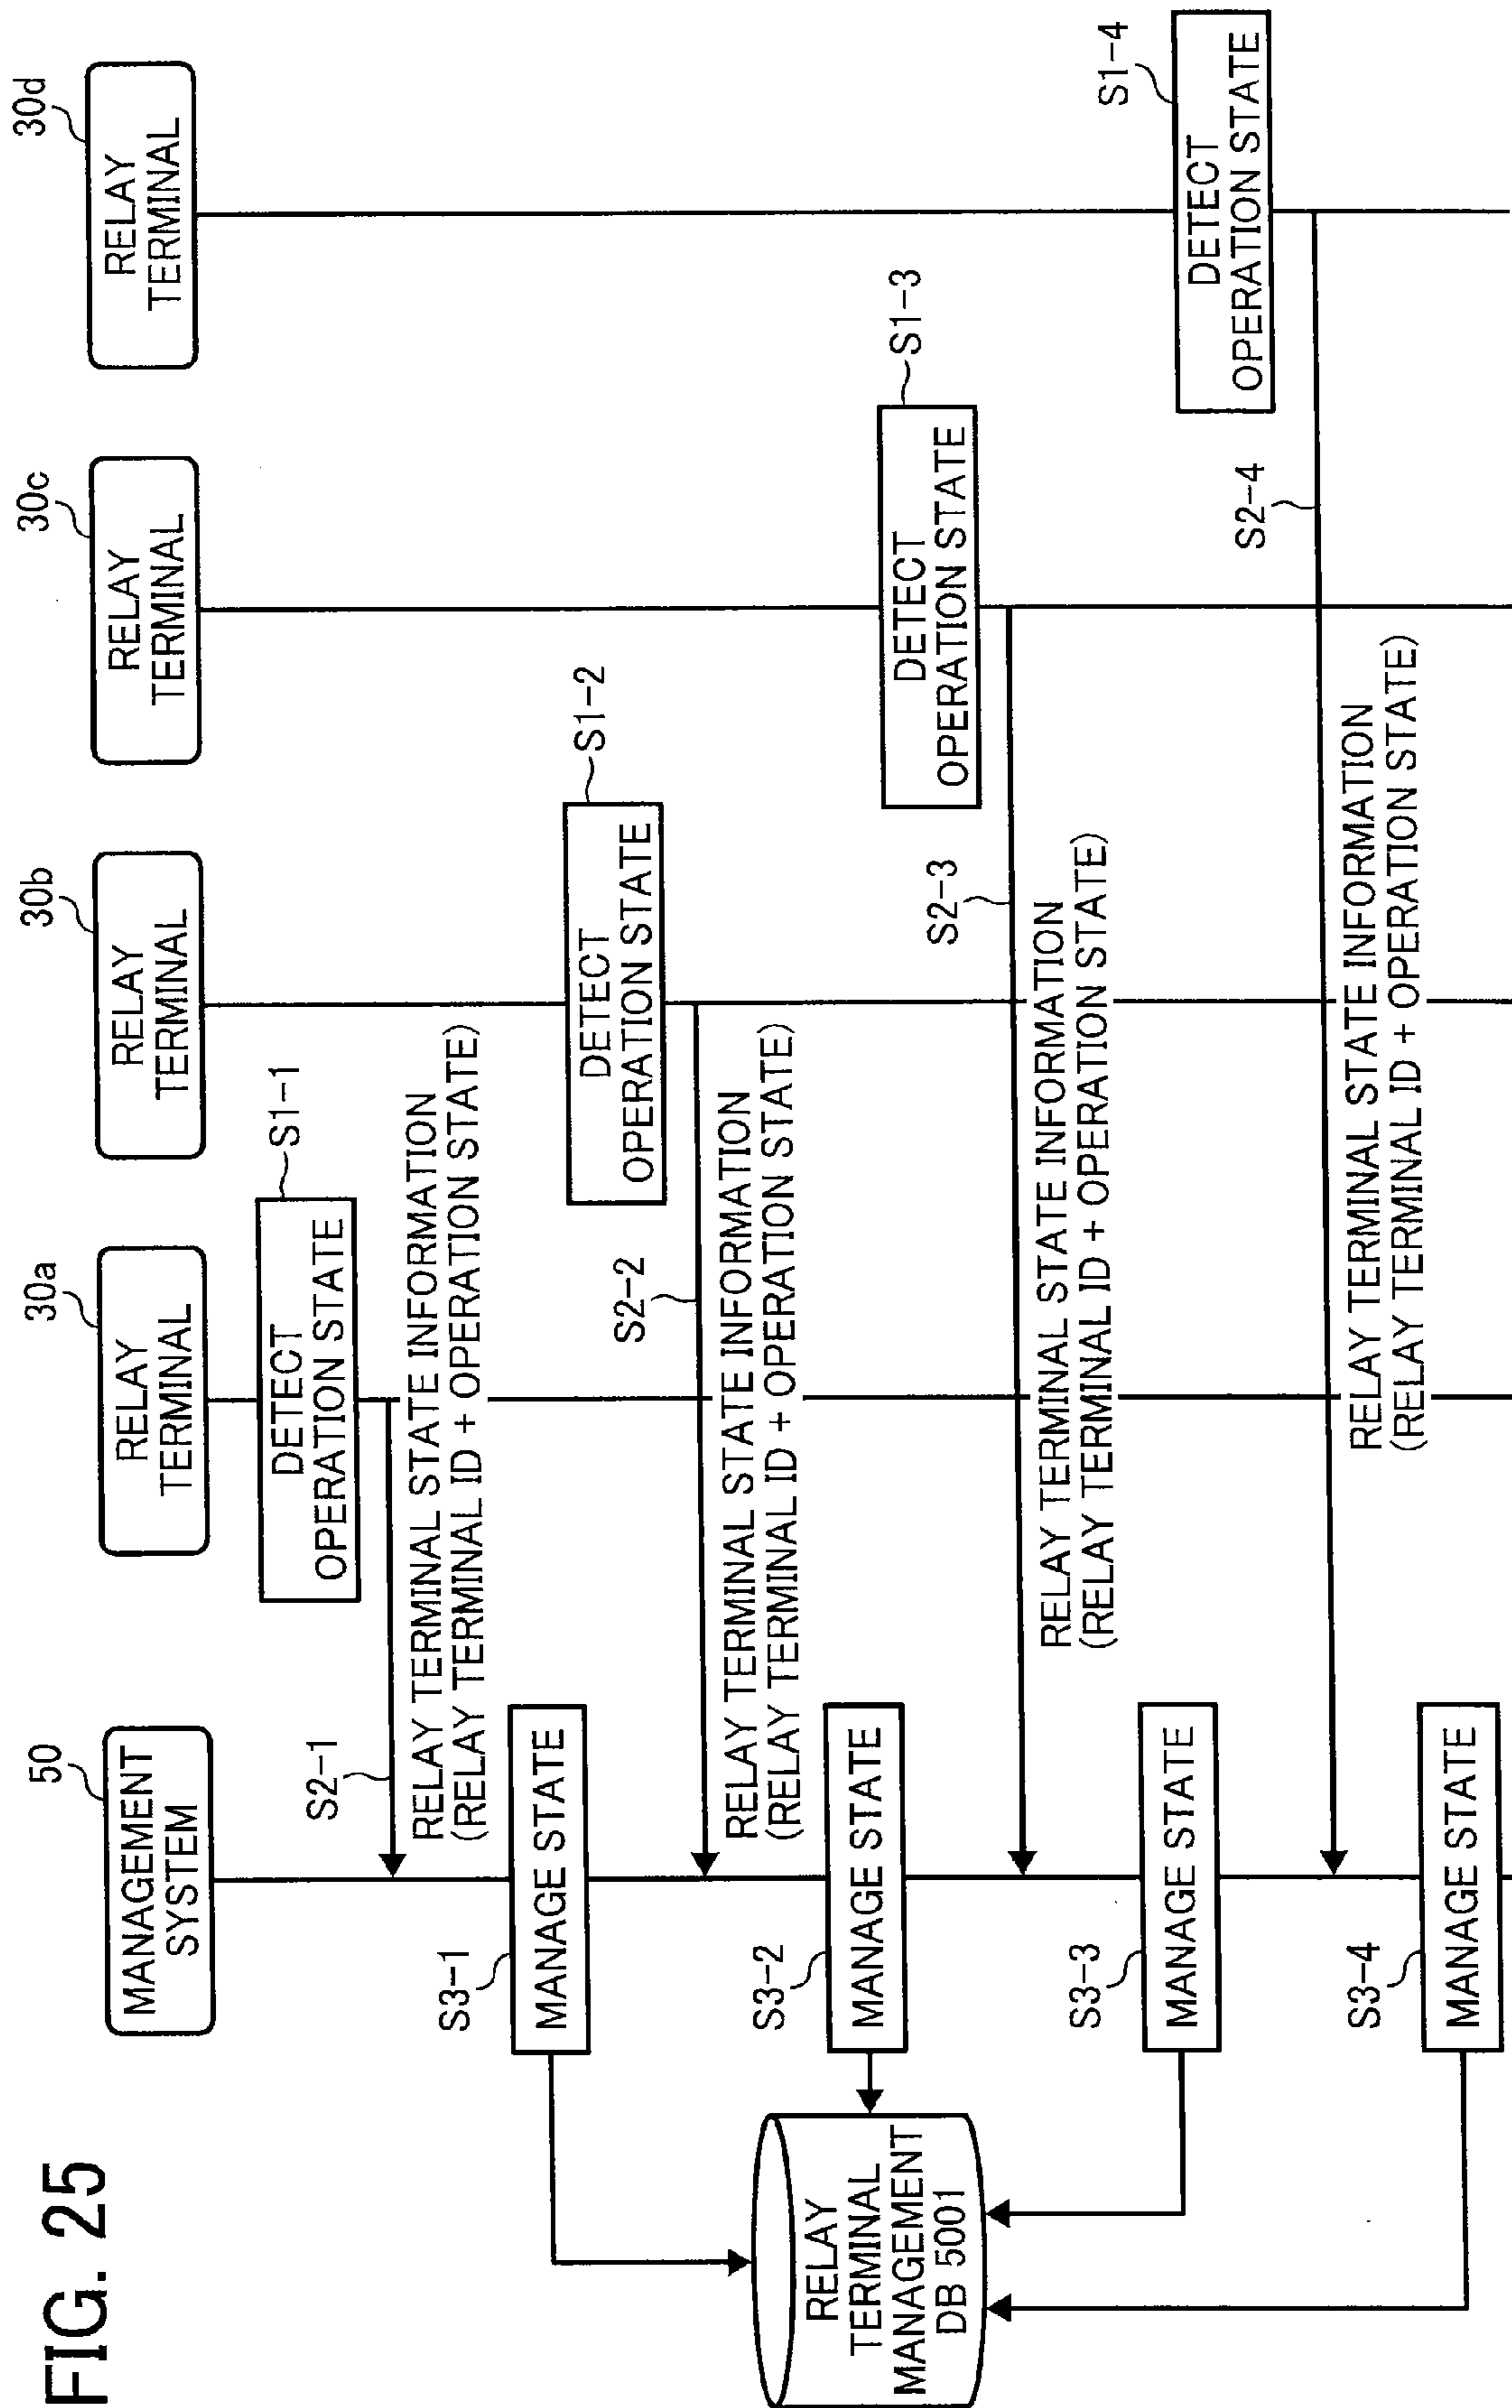 FIG. 25
50
MANAGEMENT
SYSTEM
30a
RELAY
TERMINAL
30b
RELAY
TERMINAL
30c
RELAY
TERMINAL
30d
RELAY
TERMINAL
S1-1
DETECT
OPERATION STATE
S2-1
RELAY TERMINAL STATE INFORMATION
(RELAY TERMINAL ID + OPERATION STATE)
S3-1
MANAGE STATE
S1-2
DETECT
OPERATION STATE
S2-2
RELAY TERMINAL STATE INFORMATION
(RELAY TERMINAL ID + OPERATION STATE)
S3-2
MANAGE STATE
RELAY
TERMINAL
MANAGEMENT
DB 5001
S1-3
DETECT
OPERATION STATE
S2-3
RELAY TERMINAL STATE INFORMATION
(RELAY TERMINAL ID + OPERATION STATE)
S3-3
MANAGE STATE
S1-4
DETECT
OPERATION STATE
S2-4
RELAY TERMINAL STATE INFORMATION
(RELAY TERMINAL ID + OPERATION STATE)
S3-4
MANAGE STATE